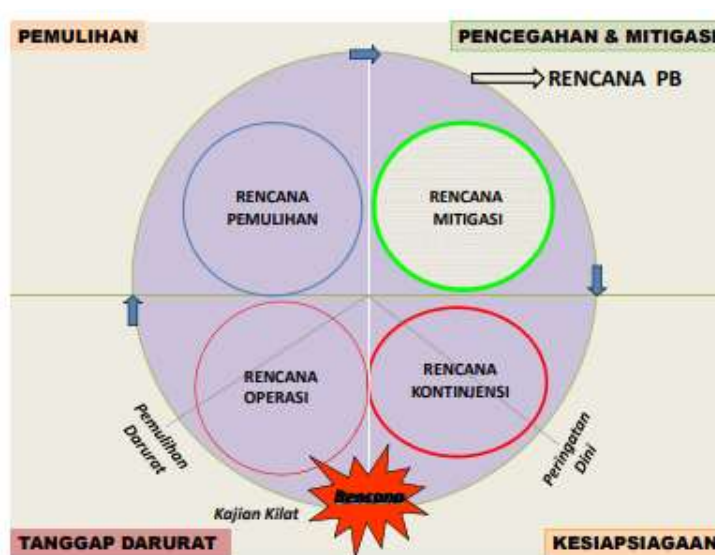 PEMULIHAN
PENCEGAHAN & MITIGASI
RENCANA PB
RENCANA
PEMULIHAN
RENCANA
MITIGASI
RENCANA
OPERASI
RENCANA
KONTINJENSI
Pemulihan
Darurat
Peringatan
Dini
Bencana
Kajian Kilat
TANGGAP DARURAT
KESIAPSIAGAAN